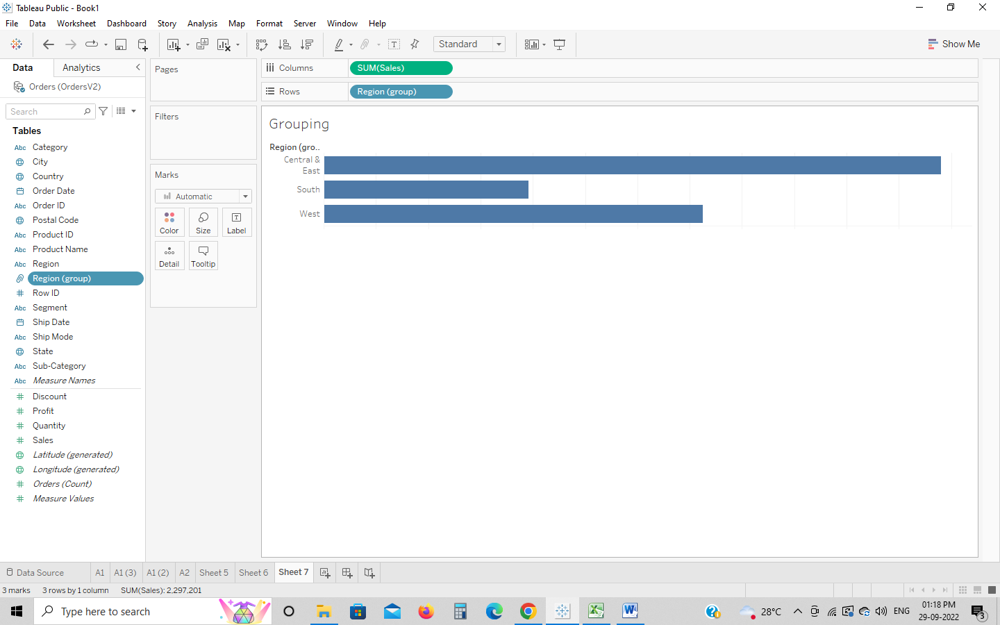 Tableau Public - Book1
File Data Worksheet Dashboard Story Analysis Map Format Server Window Help
Standard
Show Me
Data Analytics
Orders (OrdersV2)
Search
Tables
Abc Category
City
Country
Order Date
Abc Order ID
Postal Code
Abc Product ID
Abc Product Name
Abc Region
Region (group)
# Row ID
Abc Segment
Ship Date
Abc Ship Mode
State
Abc Sub-Category
Abc Measure Names
# Discount
# Profit
# Quantity
# Sales
Latitude (generated)
Longitude (generated)
# Orders (Count)
# Measure Values
Pages
Filters
Marks
Automatic
Color Size Label
Detail Tooltip
Columns SUM(Sales)
Rows Region (group)
Grouping
Region (gro..
Central &
East
South
West
Data Source A1 A1 (3) A1 (2) A2 Sheet 5 Sheet 6 Sheet 7
3 marks 3 rows by 1 column SUM(Sales): 2,297,201
Type here to search
28°C
ENG
01:18 PM
29-09-2022
3